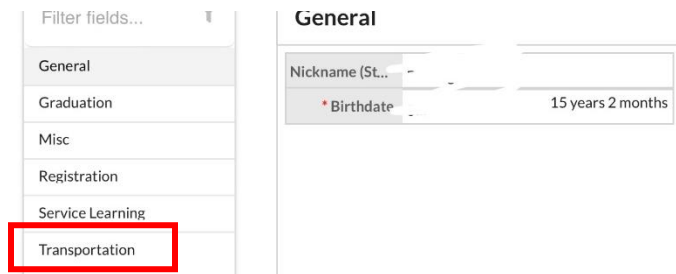 Filter fields...
General
Graduation
Misc
Registration
Service Learning
Transportation
General
Nickname (St...
* Birthdate 15 years 2 months